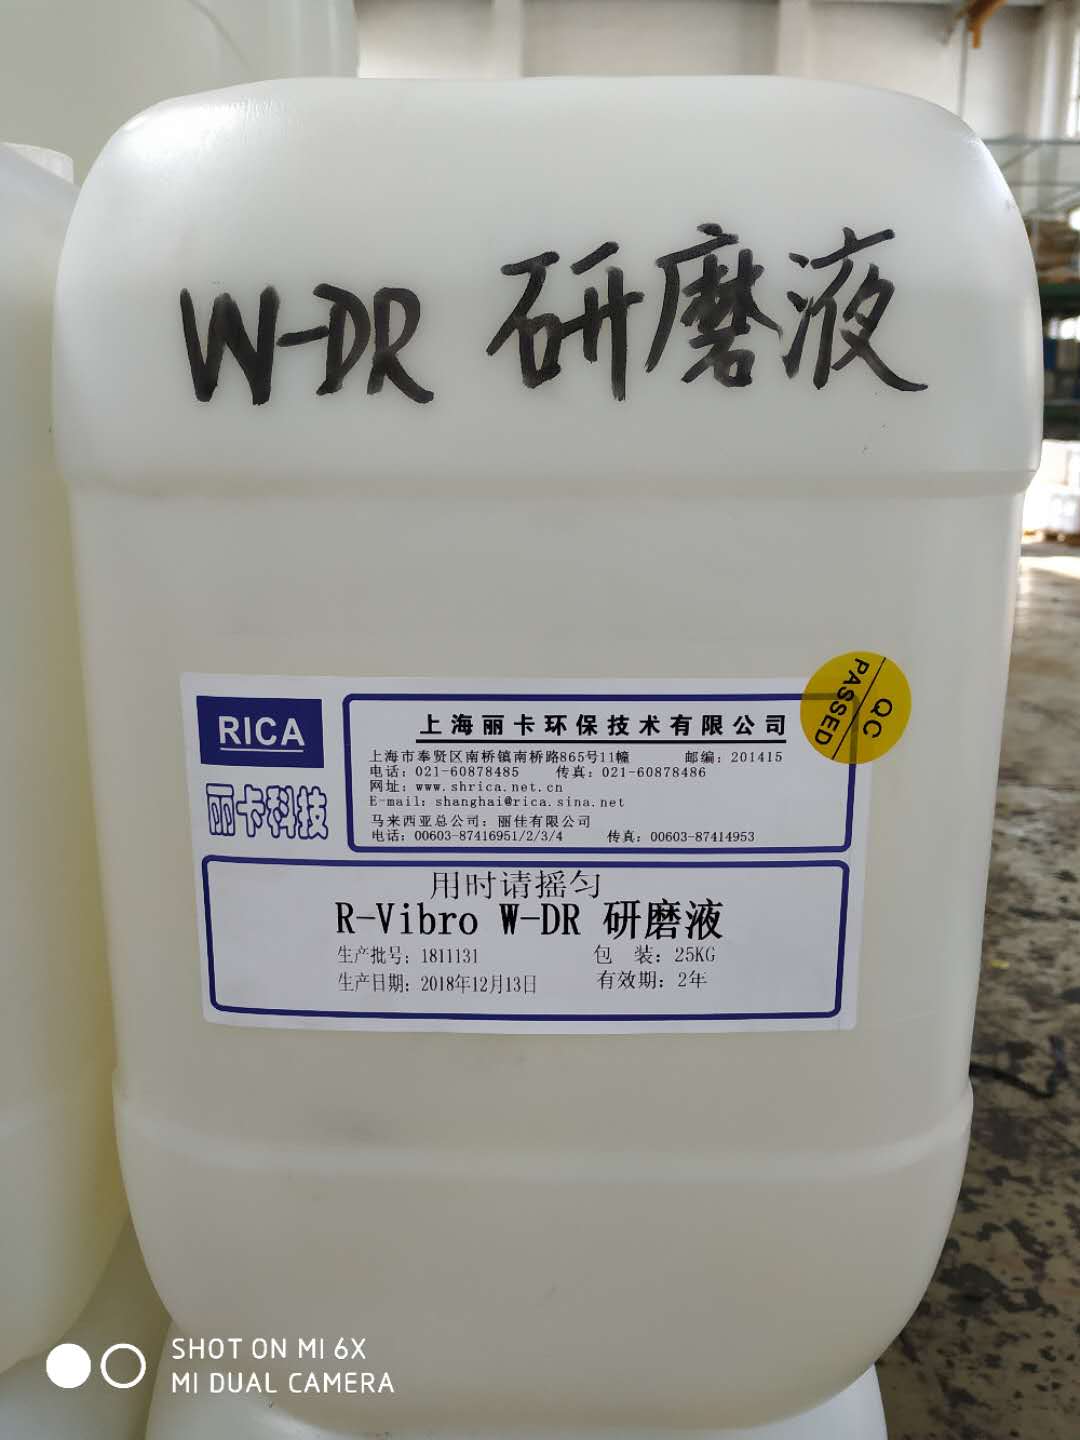 W-DR 研磨液
RICA
丽卡科技
上海丽卡环保技术有限公司
上海市奉贤区南桥镇南桥路865号11幢 邮编：201415
电话：021-60878485 传真：021-60878486
网址：www.shrica.net.cn
E-mail：shanghai@rica.sina.net
马来西亚总公司：丽佳有限公司
电话：00603-87416951/2/3/4 传真：00603-87414953
QC
PASSED
用时请摇匀
R-Vibro W-DR 研磨液
生产批号：1811131 包 装：25KG
生产日期：2018年12月13日 有效期：2年
SHOT ON MI 6X
MI DUAL CAMERA